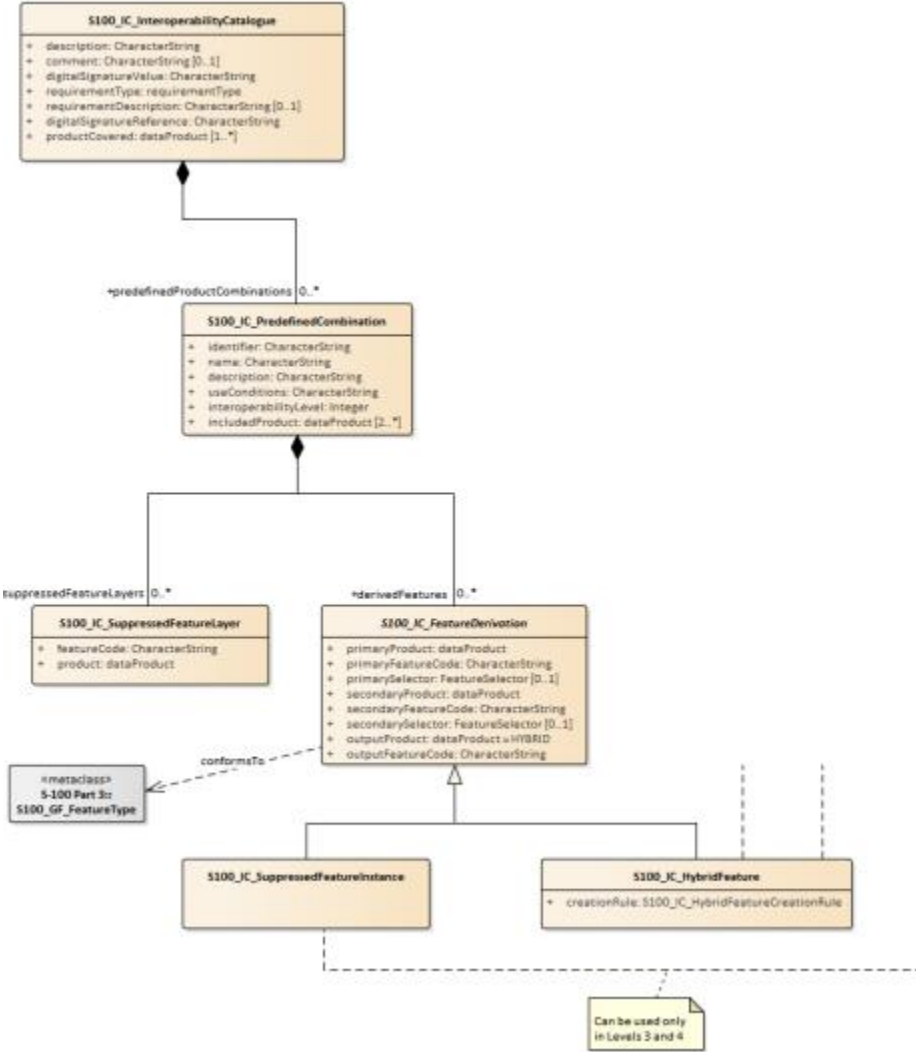 S100_IC_InteroperabilityCatalogue
+ description: CharacterString
+ comment: CharacterString [0..1]
+ digitalSignatureValue: CharacterString
+ requirementType: requirementType
+ requirementDescription: CharacterString [0..1]
+ digitalSignatureReference: CharacterString
+ productCovered: dataProduct [1..*]
+predefinedProductCombinations 0..*
S100_IC_PredefinedCombination
+ identifier: CharacterString
+ name: CharacterString
+ description: CharacterString
+ useConditions: CharacterString
+ interoperabilityLevel: Integer
+ includedProduct: dataProduct [2..*]
suppressedFeatureLayers 0..*
S100_IC_SuppressedFeatureLayer
+ featureCode: CharacterString
+ product: dataProduct
+derivedFeatures 0..*
S100_IC_FeatureDerivation
+ primaryProduct: dataProduct
+ primaryFeatureCode: CharacterString
+ primarySelector: FeatureSelector [0..1]
+ secondaryProduct: dataProduct
+ secondaryFeatureCode: CharacterString
+ secondarySelector: FeatureSelector [0..1]
+ outputProduct: dataProduct = HYBRID
+ outputFeatureCode: CharacterString
conformsTo
«metaclass»
S-100 Part 3::
S100_GF_FeatureType
S100_IC_SuppressedFeatureInstance
S100_IC_HybridFeature
+ creationRule: S100_IC_HybridFeatureCreationRule
Can be used only
in Levels 3 and 4